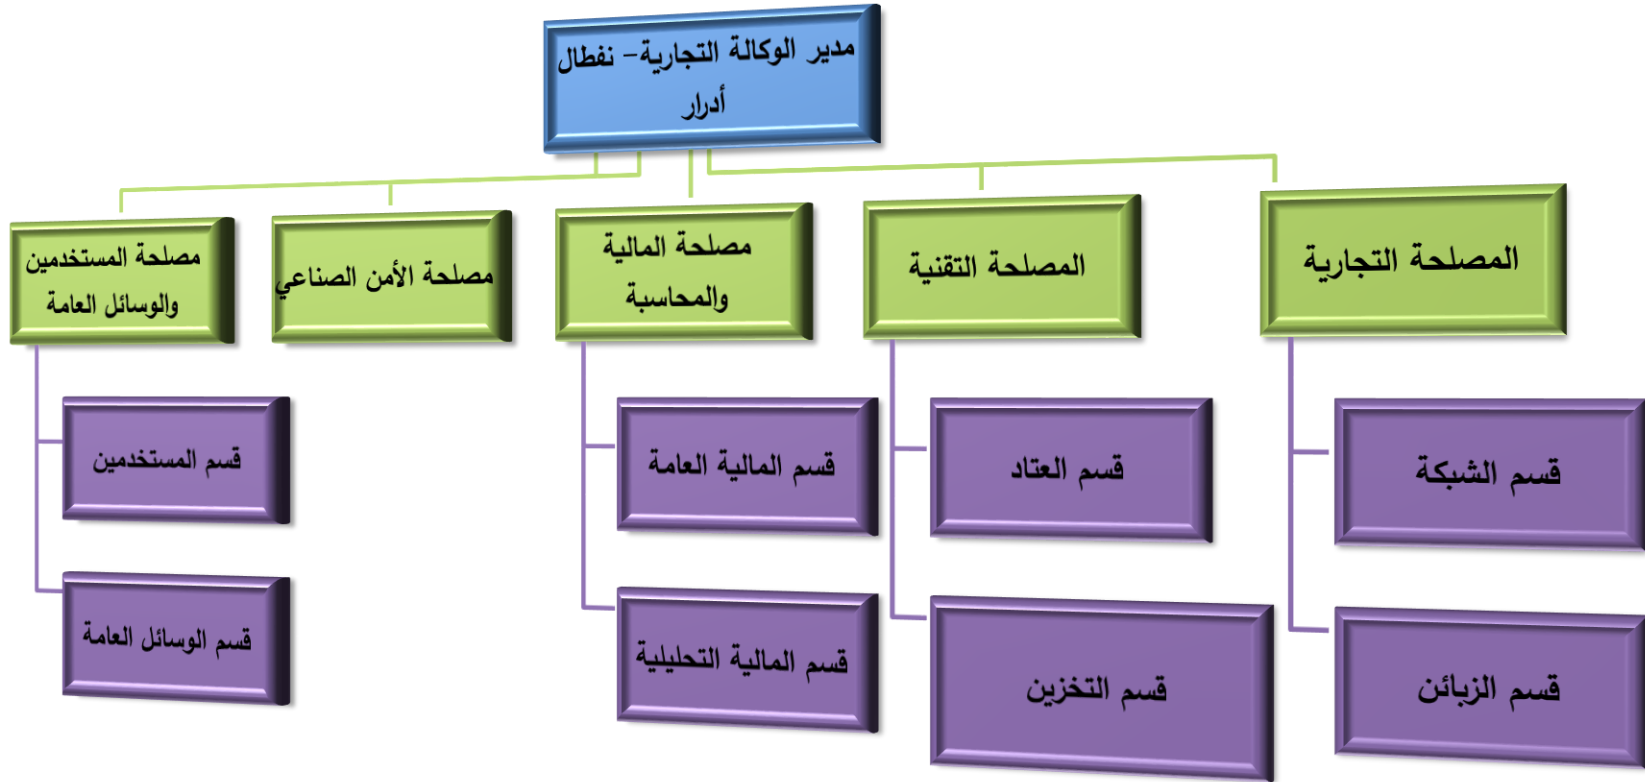 مدير الوكالة التجارية– نفطال
أدرار
المصلحة التجارية
المصلحة التقنية
مصلحة المالية
والمحاسبة
مصلحة الأمن الصناعي
مصلحة المستخدمين
والوسائل العامة
قسم الشبكة
قسم العتاد
قسم المالية العامة
قسم المستخدمين
قسم الزبائن
قسم التخزين
قسم المالية التحليلية
قسم الوسائل العامة